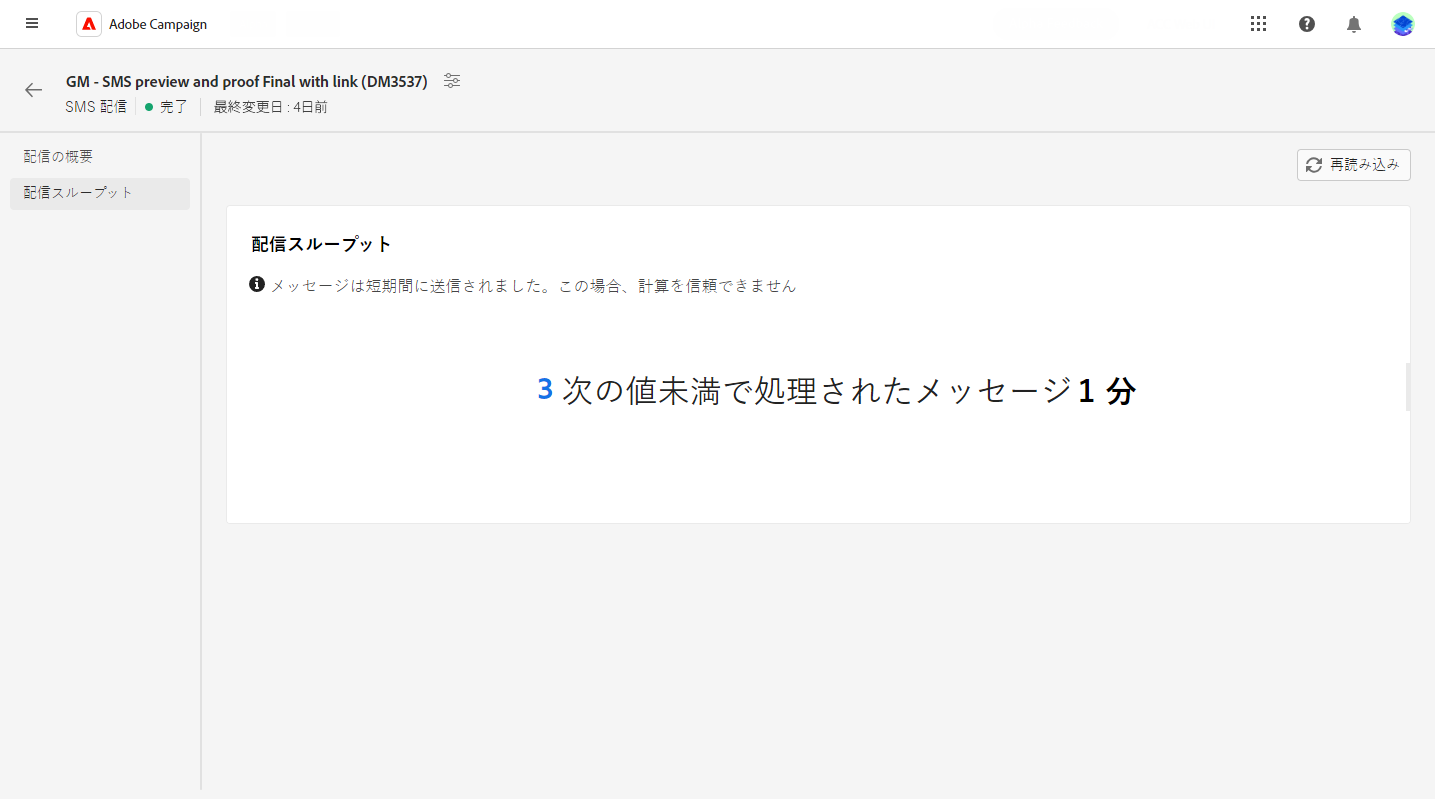 Adobe Campaign
GM - SMS preview and proof Final with link (DM3537)
SMS 配信 完了 最終変更日 : 4日前
配信の概要
配信スループット
再読み込み
配信スループット
メッセージは短期間に送信されました。この場合、計算を信頼できません
3 次の値未満で処理されたメッセージ 1 分